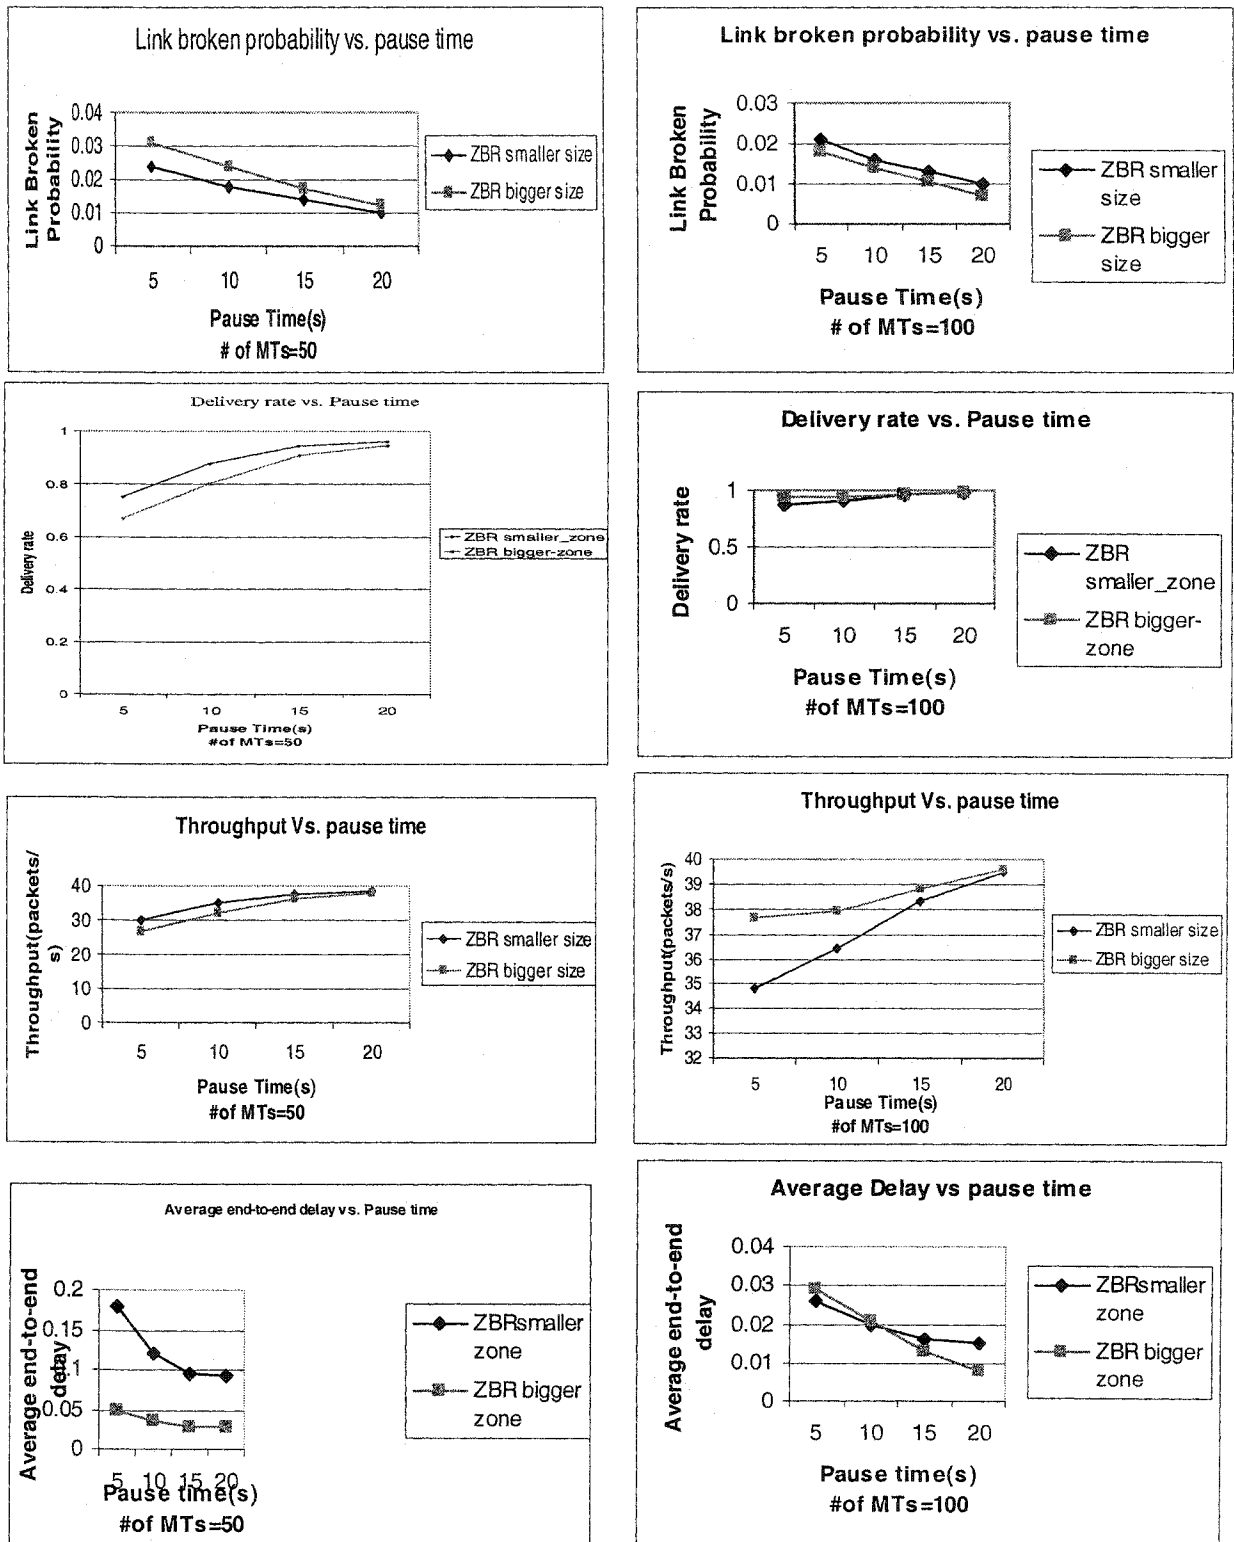 Link broken probability vs. pause time
Link Broken
Probability
0.04
0.03
0.02
0.01
0
5 10 15 20
Pause Time(s)
# of MTs=50
ZBR smaller size
ZBR bigger size
Link broken probability vs. pause time
Link Broken
Probability
0.03
0.02
0.01
0
5 10 15 20
Pause Time(s)
# of MTs=100
ZBR smaller
size
ZBR bigger
size
Delivery rate vs. Pause time
Delivery rate
1
0.8
0.6
0.4
0.2
0
5 10 15 20
Pause Time(s)
#of MTs=50
ZBR smaller_zone
ZBR bigger-zone
Delivery rate vs. Pause time
Delivery rate
1
0.5
0
5 10 15 20
Pause Time(s)
#of MTs=100
ZBR
smaller_zone
ZBR bigger-
zone
Throughput Vs. pause time
Throughput(packets/
s)
40
30
20
10
0
5 10 15 20
Pause Time(s)
#of MTs=50
ZBR smaller size
ZBR bigger size
Throughput Vs. pause time
Throughput(packets/s)
40
39
38
37
36
35
34
33
32
5 10 15 20
Pause Time(s)
#of MTs=100
ZBR smaller size
ZBR bigger size
Average end-to-end delay vs. Pause time
Average end-to-end
delay
0.2
0.15
0.1
0.05
0
5 10 15 20
Pause time(s)
#of MTs=50
ZBRsmaller
zone
ZBR bigger
zone
Average Delay vs pause time
Average end-to-end
delay
0.04
0.03
0.02
0.01
0
5 10 15 20
Pause time(s)
# of MTs=100
ZBRsmaller
zone
ZBR bigger
zone